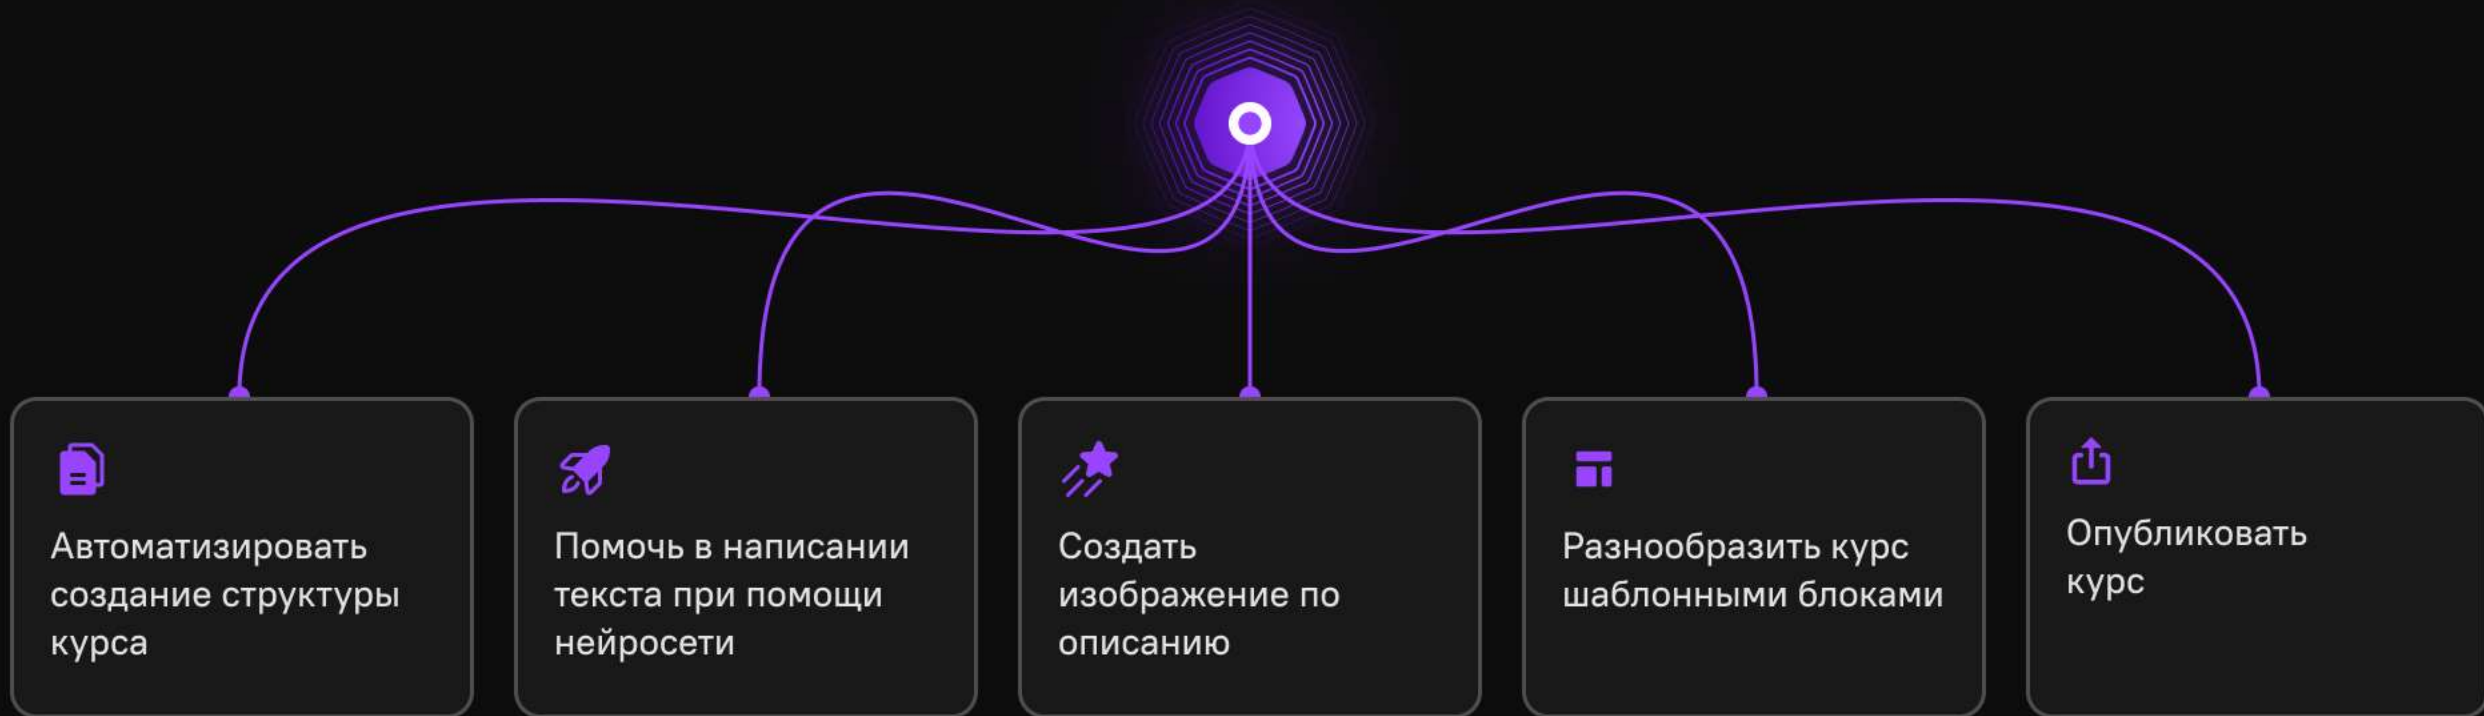 Автоматизировать
создание структуры
курса
Помочь в написании
текста при помощи
нейросети
Создать
изображение по
описанию
Разнообразить курс
шаблонными блоками
Опубликовать
курс